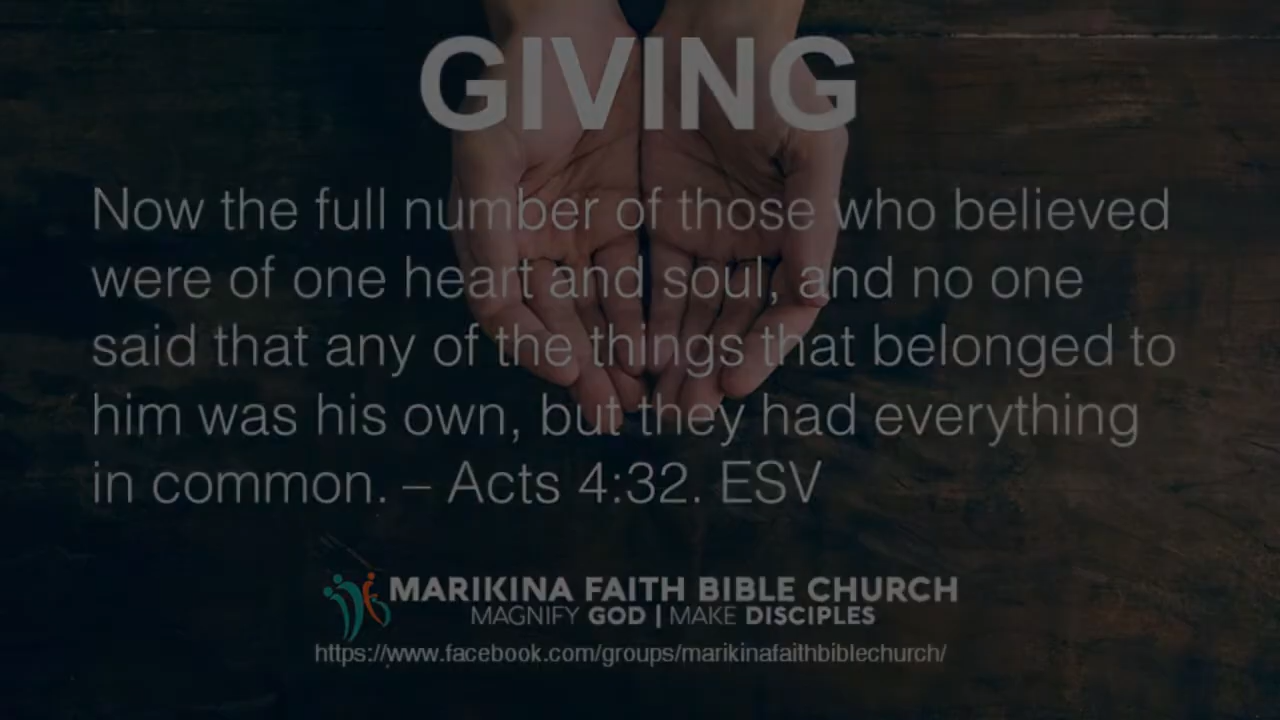 GIVING
Now the full number of those who believed
were of one heart and soul, and no one
said that any of the things that belonged to
him was his own, but they had everything
in common. – Acts 4:32. ESV
MARIKINA FAITH BIBLE CHURCH
MAGNIFY GOD | MAKE DISCIPLES
https://www.facebook.com/groups/marikinafaithbiblechurch/